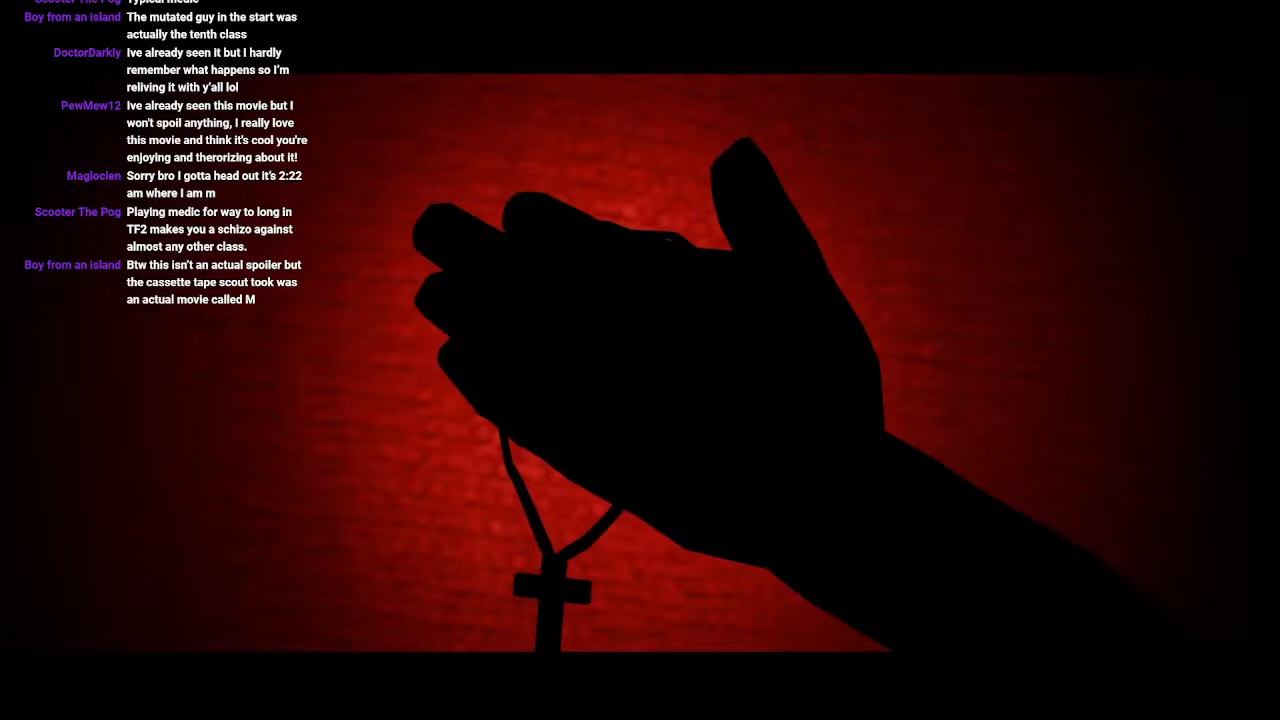 Scooter The Pog Typical medic
Boy from an island The mutated guy in the start was
actually the tenth class
DoctorDarkly Ive already seen it but I hardly
remember what happens so I'm
reliving it with y'all lol
PewMew12 Ive already seen this movie but I
won't spoil anything, I really love
this movie and think it's cool you're
enjoying and therorizing about it!
Maglocien Sorry bro I gotta head out it's 2:22
am where I am m
Scooter The Pog Playing medic for way to long in
TF2 makes you a schizo against
almost any other class.
Boy from an island Btw this isn't an actual spoiler but
the cassette tape scout took was
an actual movie called M